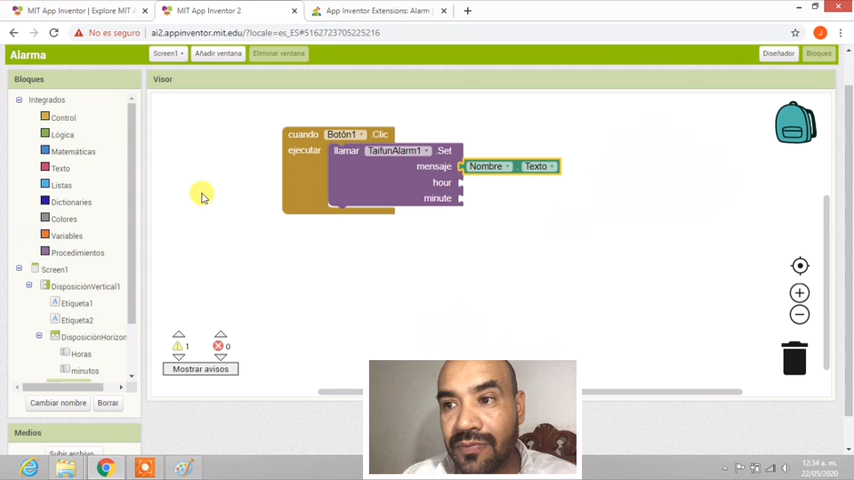 MIT App Inventor | Explore MIT A
MIT App Inventor 2
App Inventor Extensions: Alarm |
No es seguro
ai2.appinventor.mit.edu/?locale=es_ES#5162723705225216
Alarma
Screen1
Añadir ventana
Eliminar ventana
Diseñador
Bloques
Bloques
Visor
Integrados
Control
Lógica
Matemáticas
Texto
Listas
Dictionaries
Colores
Variables
Procedimientos
Screen1
DisposiciónVertical1
Etiqueta1
Etiqueta2
DisposiciónHorizon
Horas
minutos
Cambiar nombre
Borrar
Medios
Subir archivo
cuando Botón1 .Clic
ejecutar llamar TaifunAlarm1 .Set
mensaje Nombre . Texto
hour
minute
1
0
Mostrar avisos
12:34 a. m.
22/05/2020